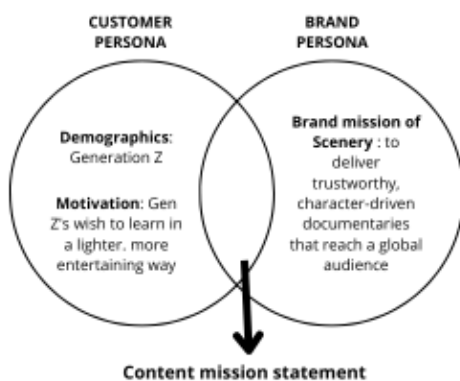 CUSTOMER
PERSONA
BRAND
PERSONA
Demographics:
Generation Z
Motivation: Gen
Z's wish to learn in
a lighter. more
entertaining way
Brand mission of
Scenery : to
deliver
trustworthy,
character-driven
documentaries
that reach a global
audience
Content mission statement